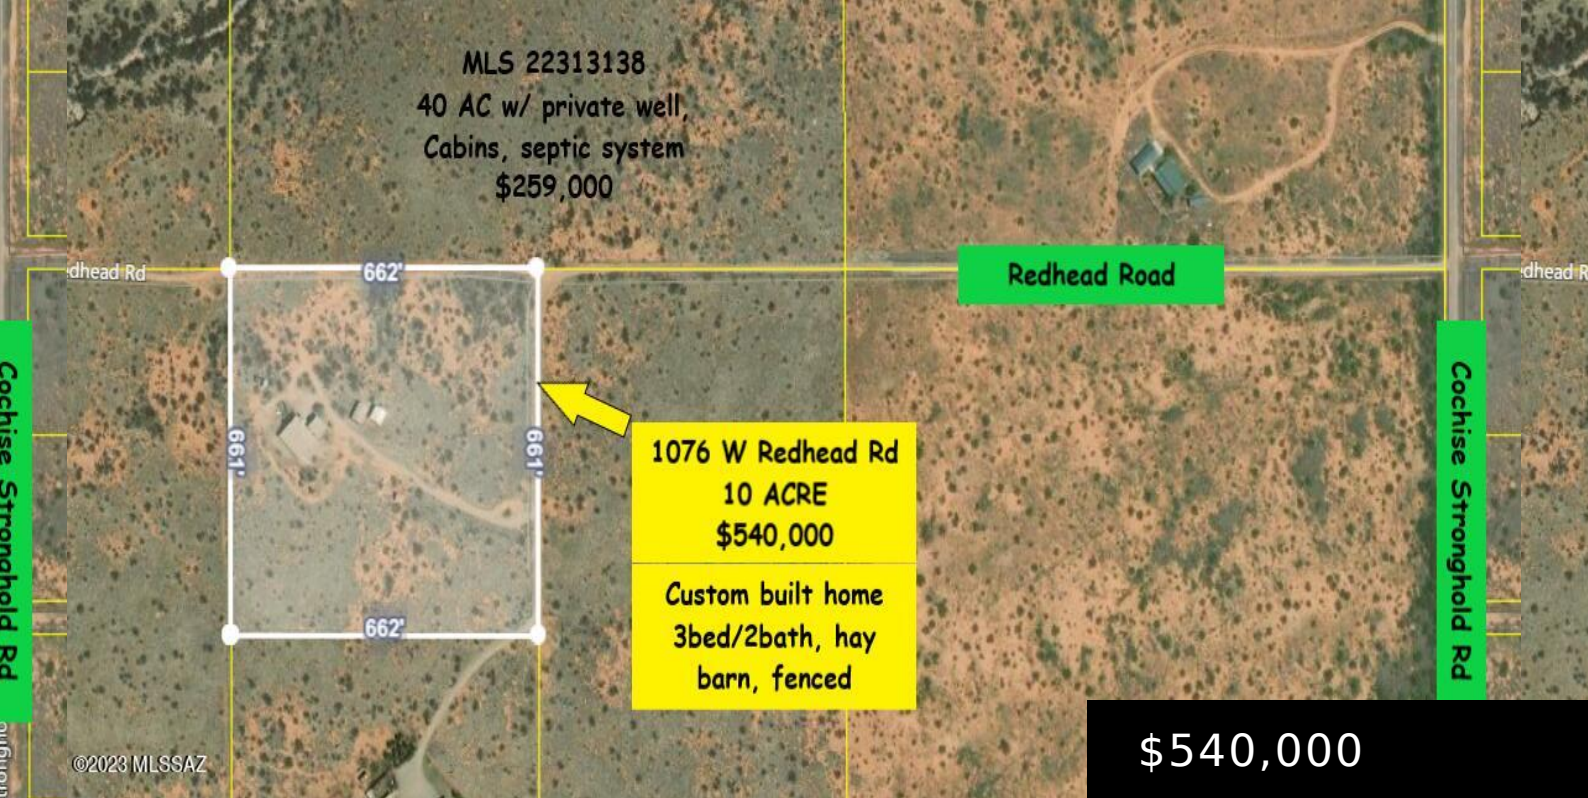 MLS 22313138
40 AC w/ private well,
Cabins, septic system
$259,000
dhead Rd
662'
Redhead Road
dhead R
661'
661'
1076 W Redhead Rd
10 ACRE
$540,000
Custom built home
3bed/2bath, hay
barn, fenced
662'
Cochise Stronghold Rd
Cochise Stronghold Rd
©2023 MLSSAZ
$540,000